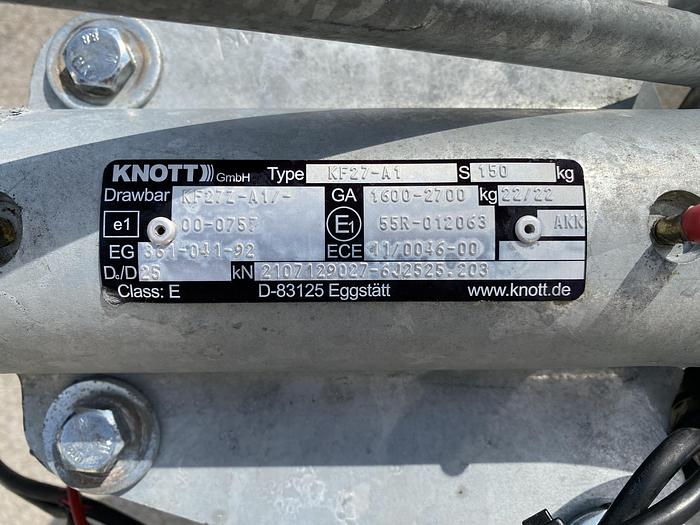 KNOTT GmbH Type KF27-A1 S 150 kg
Drawbar KF27Z-A1/- GA 1600-2700 kg 22/22
e1 00-0757 E1 55R-012063 AKK
EG 361-041-92 ECE 11/0046-00
Dc/D 25 kN 2107129027-6J2525.203
Class: E D-83125 Eggstätt www.knott.de
8.8